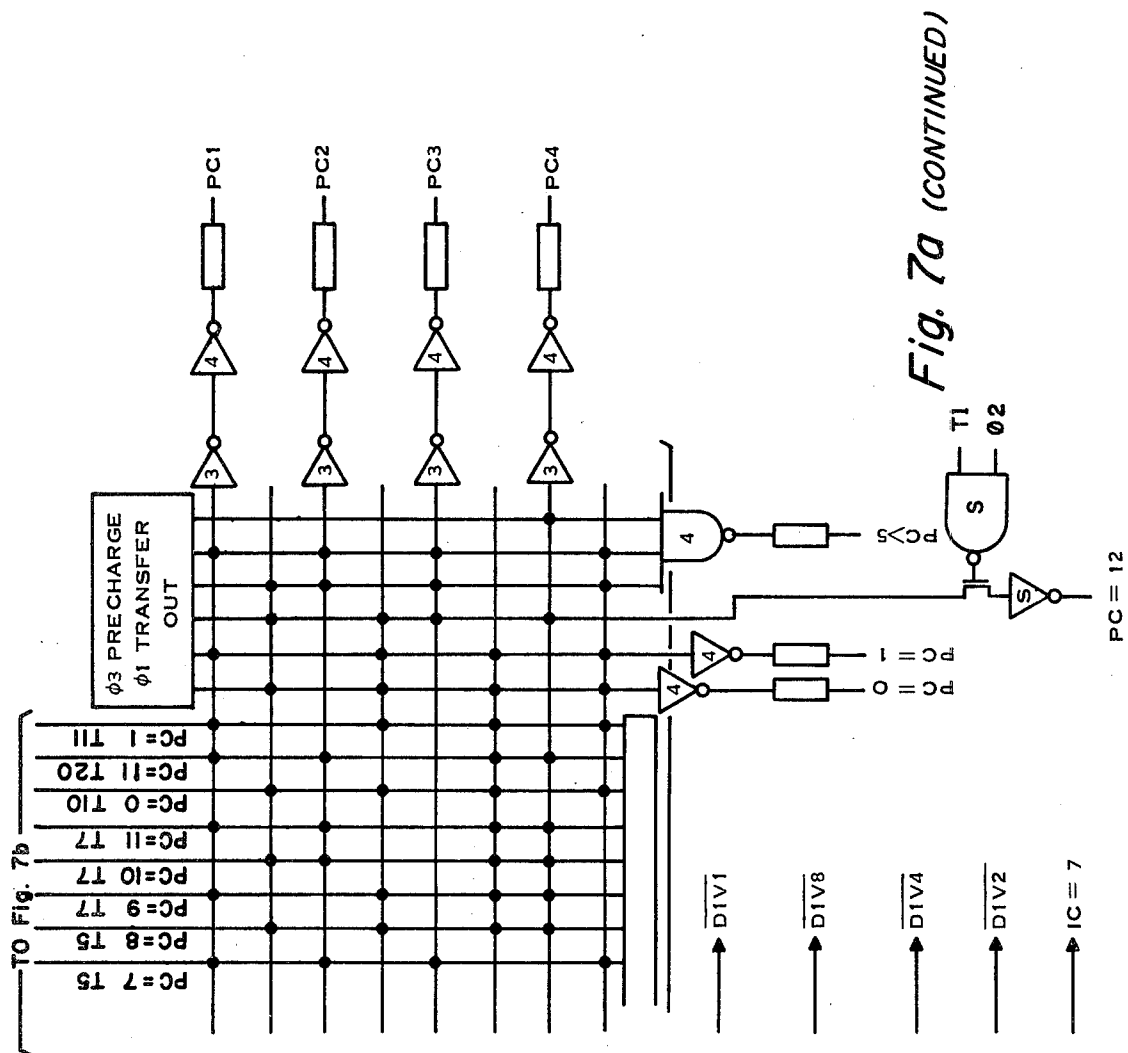 TO Fig. 7b
PC=7 T5
PC=8 T5
PC=9 T7
PC=10 T7
PC=11 T7
PC=0 T10
PC=11 T20
PC=1 T11
φ3 PRECHARGE
φ1 TRANSFER
OUT
3
4
PC1
3
4
PC2
3
4
PC3
3
4
PC4
4
PC=0
4
PC=1
4
PC>5
S
T1
Ø2
S
PC = 12
D1V1
D1V8
D1V4
D1V2
IC = 7
Fig. 7a (CONTINUED)